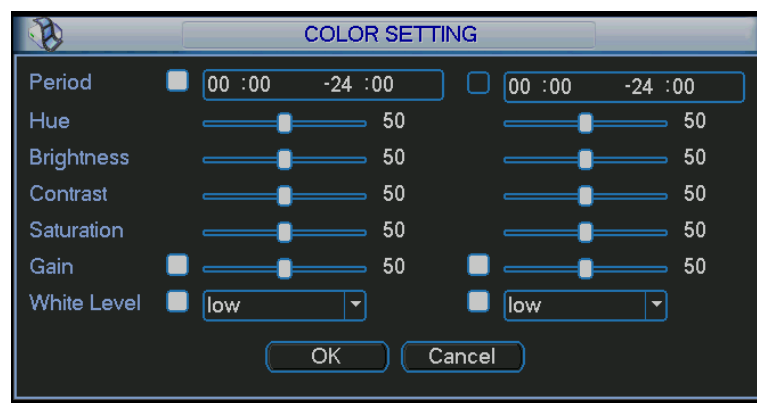 COLOR SETTING
Period 00 :00 -24 :00 00 :00 -24 :00
Hue 50 50
Brightness 50 50
Contrast 50 50
Saturation 50 50
Gain 50 50
White Level low low
OK Cancel